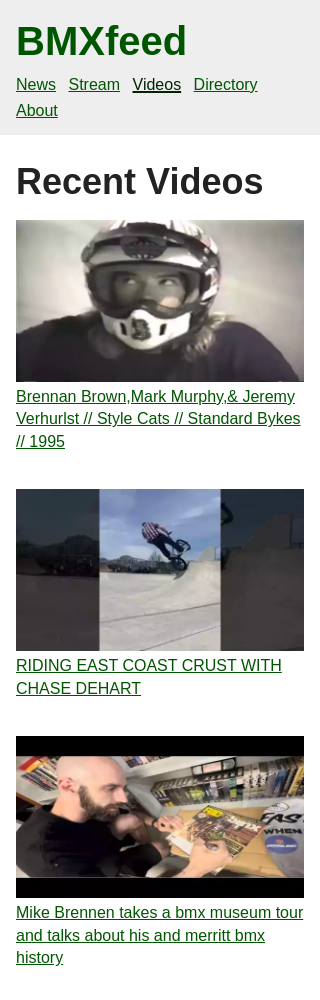 BMXfeed
News Stream Videos Directory
About
Recent Videos
Brennan Brown,Mark Murphy,& Jeremy
Verhurlst // Style Cats // Standard Bykes
// 1995
RIDING EAST COAST CRUST WITH
CHASE DEHART
Mike Brennen takes a bmx museum tour
and talks about his and merritt bmx
history